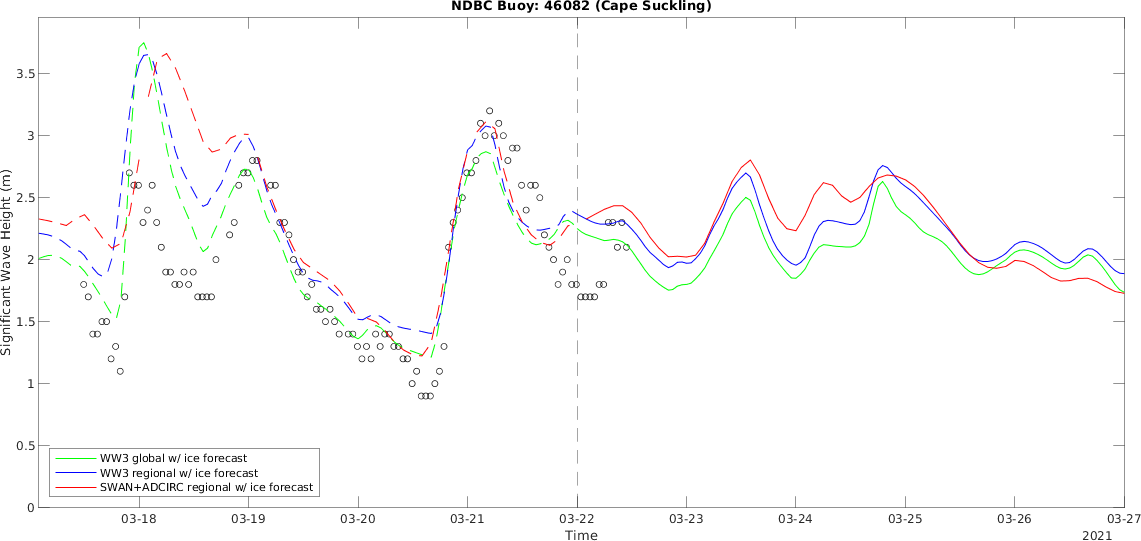 NDBC Buoy: 46082 (Cape Suckling)
Significant Wave Height (m)
3.5
3
2.5
2
1.5
1
0.5
0
WW3 global w/ ice forecast
WW3 regional w/ ice forecast
SWAN+ADCIRC regional w/ ice forecast
03-18 03-19 03-20 03-21 03-22 03-23 03-24 03-25 03-26 03-27
Time
2021